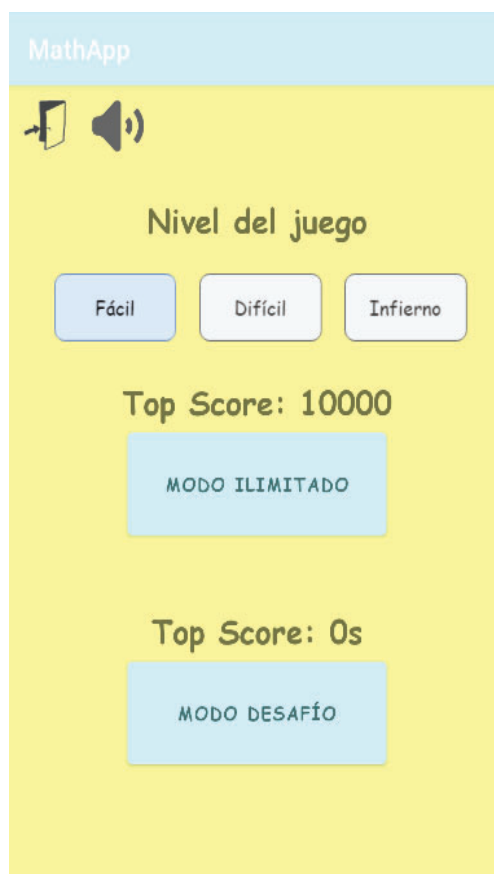 MathApp
Nivel del juego
Fácil Difícil Infierno
Top Score: 10000
MODO ILIMITADO
Top Score: 0s
MODO DESAFÍO